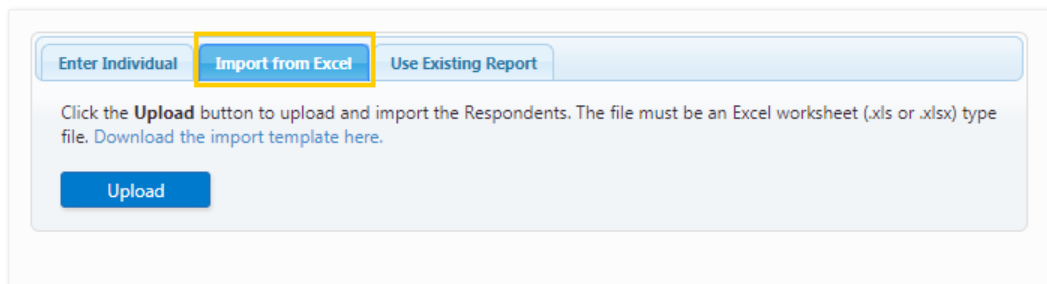 Enter Individual Import from Excel Use Existing Report
Click the Upload button to upload and import the Respondents. The file must be an Excel worksheet (.xls or .xlsx) type
file. Download the import template here.
Upload